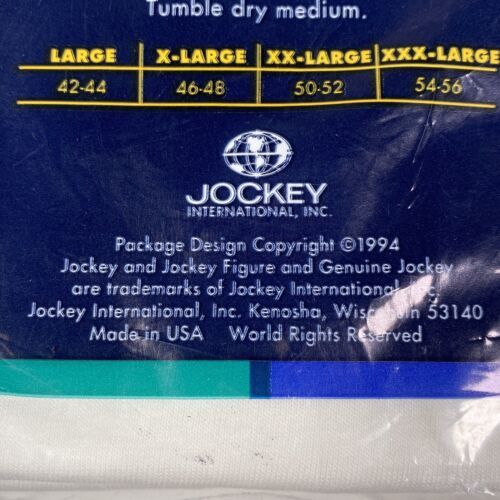 Tumble dry medium.
LARGE X-LARGE XX-LARGE XXX-LARGE
42-44 46-48 50-52 54-56
JOCKEY
INTERNATIONAL, INC.
Package Design Copyright ©1994
Jockey and Jockey Figure and Genuine Jockey
are trademarks of Jockey International, Inc.
Jockey International, Inc. Kenosha, Wisconsin 53140
Made in USA World Rights Reserved